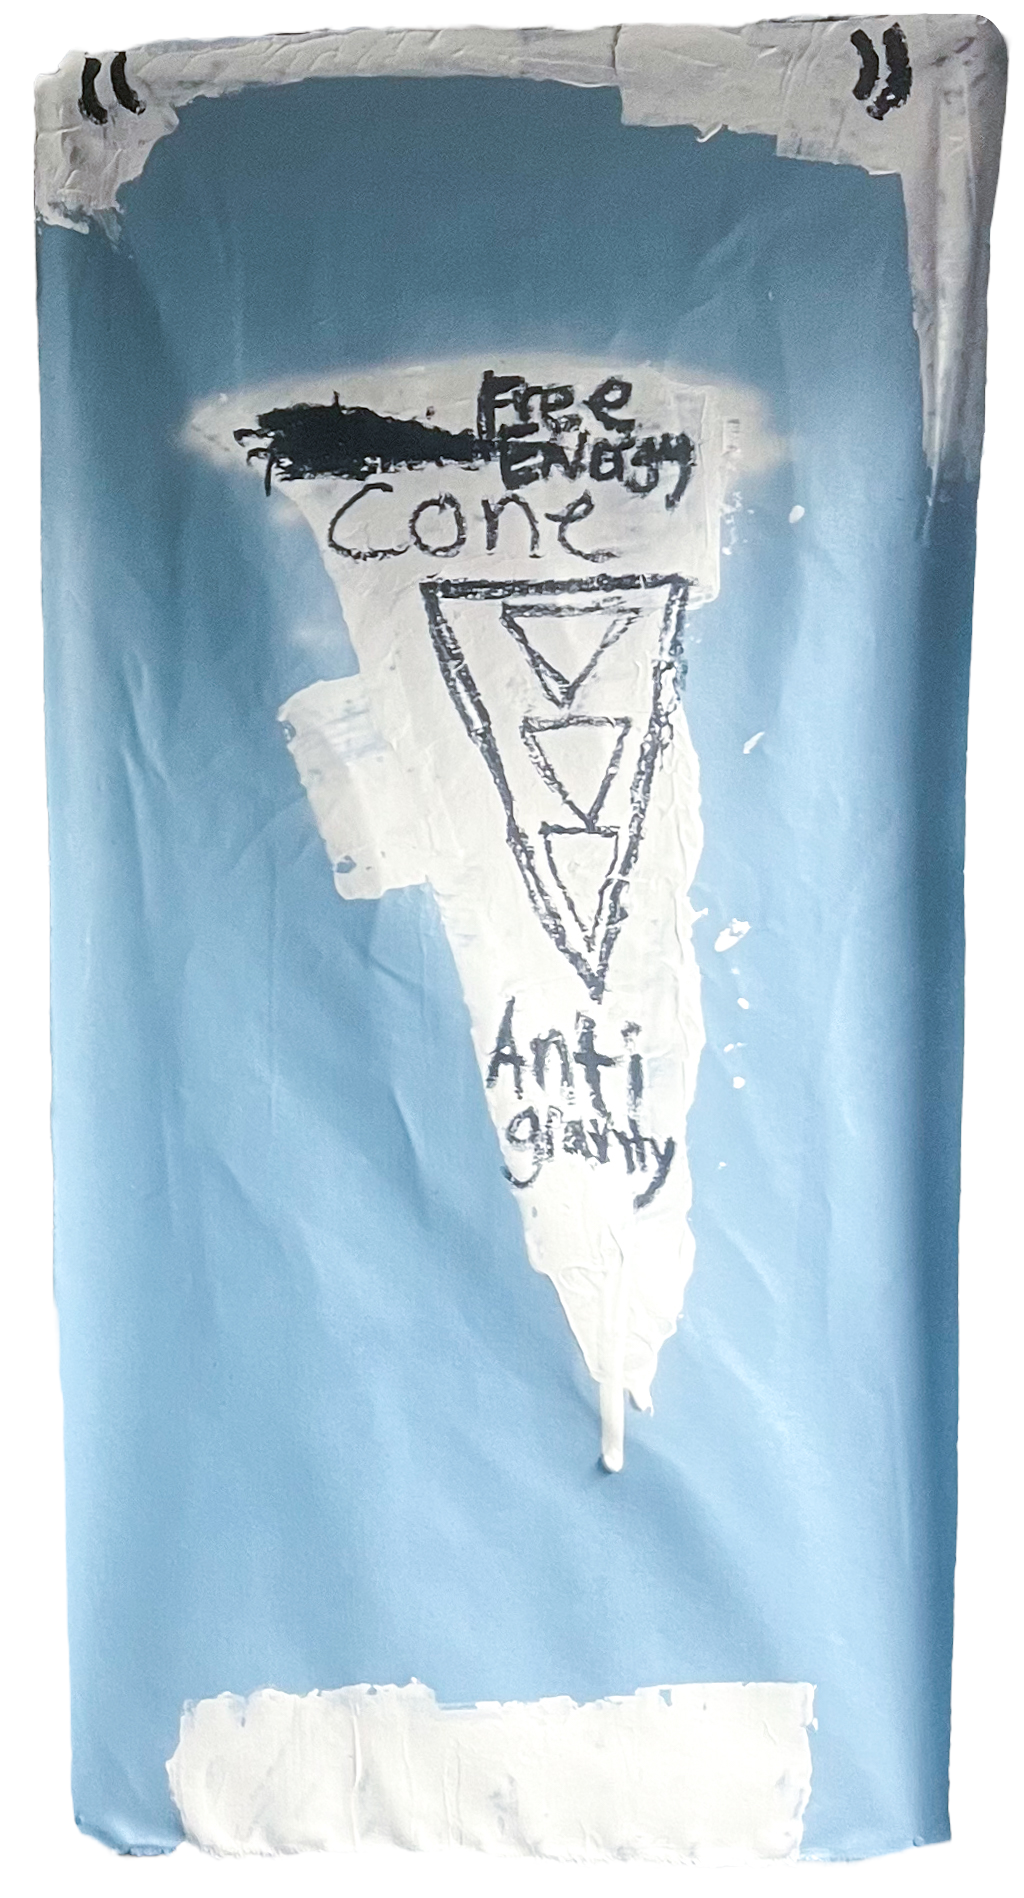 "   "
Free
ENergy
Cone
Anti
gravity